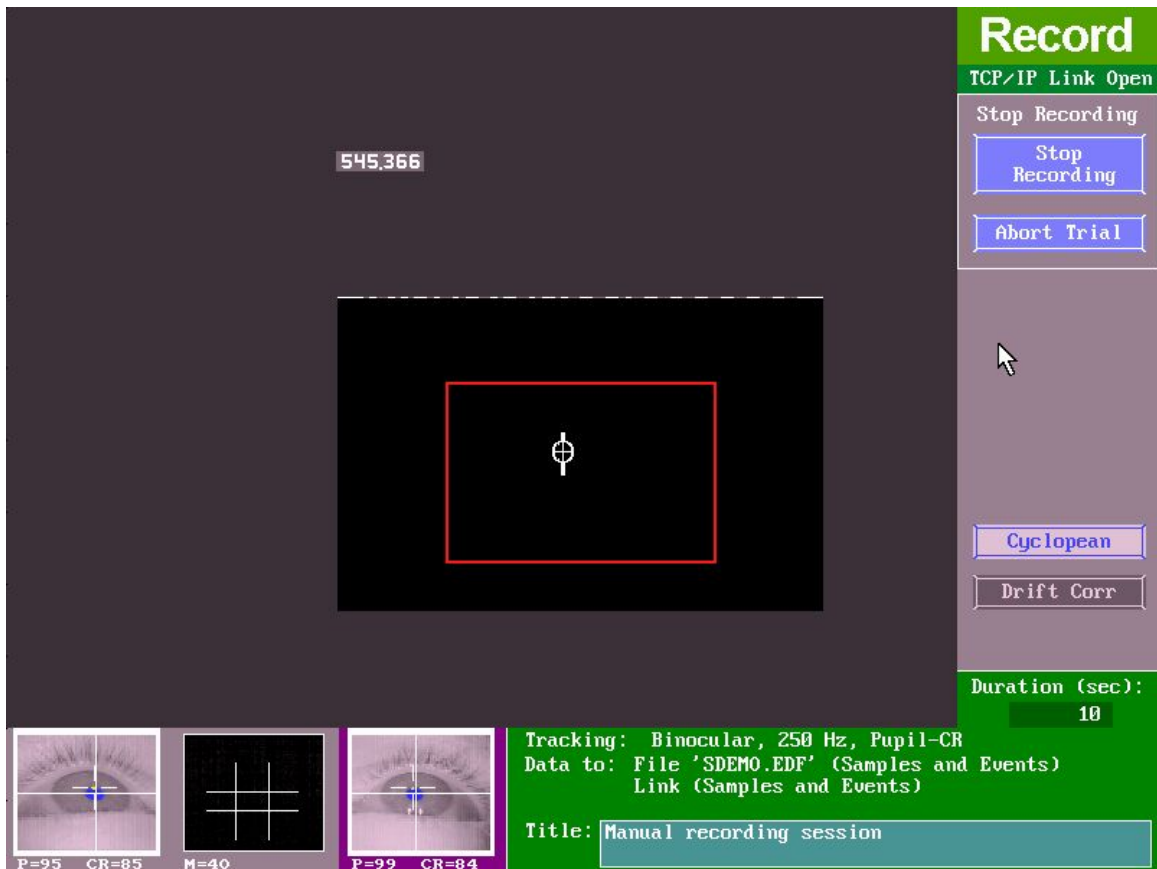 Record
TCP/IP Link Open
Stop Recording
Stop
Recording
Abort Trial
545,366
Cyclopean
Drift Corr
Duration (sec):
10
Tracking: Binocular, 250 Hz, Pupil-CR
Data to: File 'SDEMO.EDF' (Samples and Events)
Link (Samples and Events)
Title: Manual recording session
P=95 CR=85 M=40 P=99 CR=84